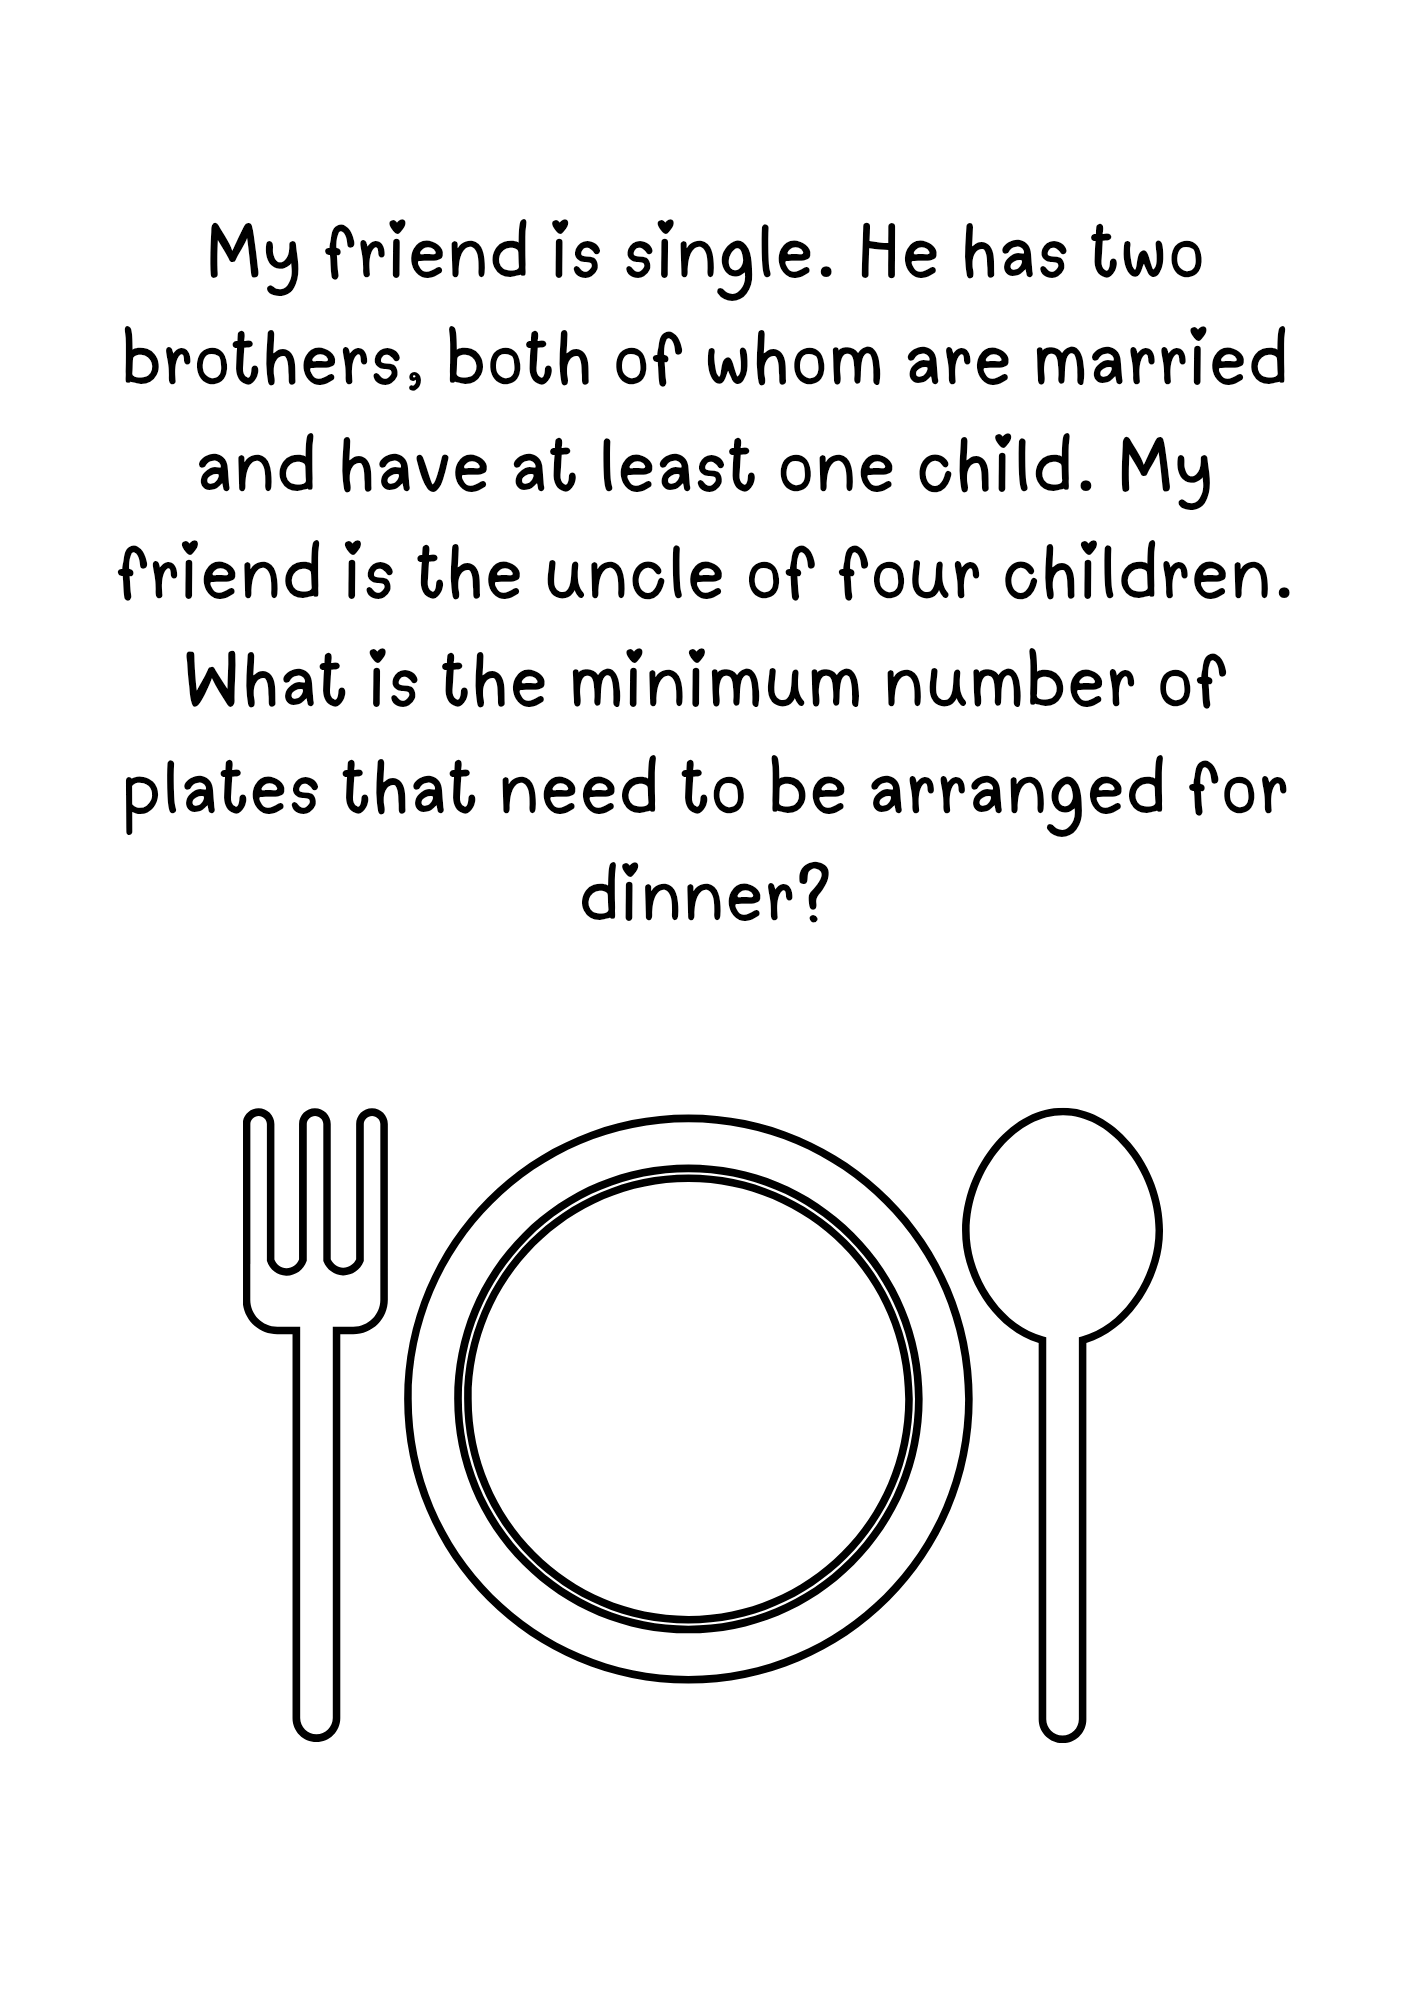 My friend is single. He has two
brothers, both of whom are married
and have at least one child. My
friend is the uncle of four children.
What is the minimum number of
plates that need to be arranged for
dinner?